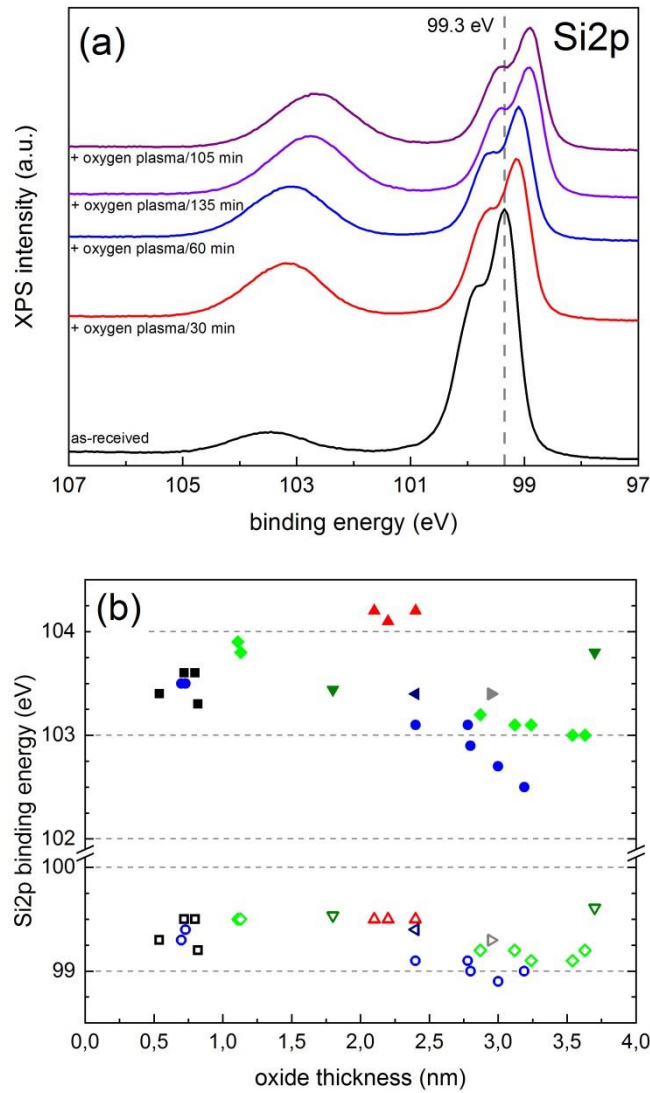 (a)
99.3 eV
Si2p
XPS intensity (a.u.)
+ oxygen plasma/105 min
+ oxygen plasma/135 min
+ oxygen plasma/60 min
+ oxygen plasma/30 min
as-received
107 105 103 101 99 97
binding energy (eV)
(b)
Si2p binding energy (eV)
104
103
102
100
99
0,0 0,5 1,0 1,5 2,0 2,5 3,0 3,5 4,0
oxide thickness (nm)